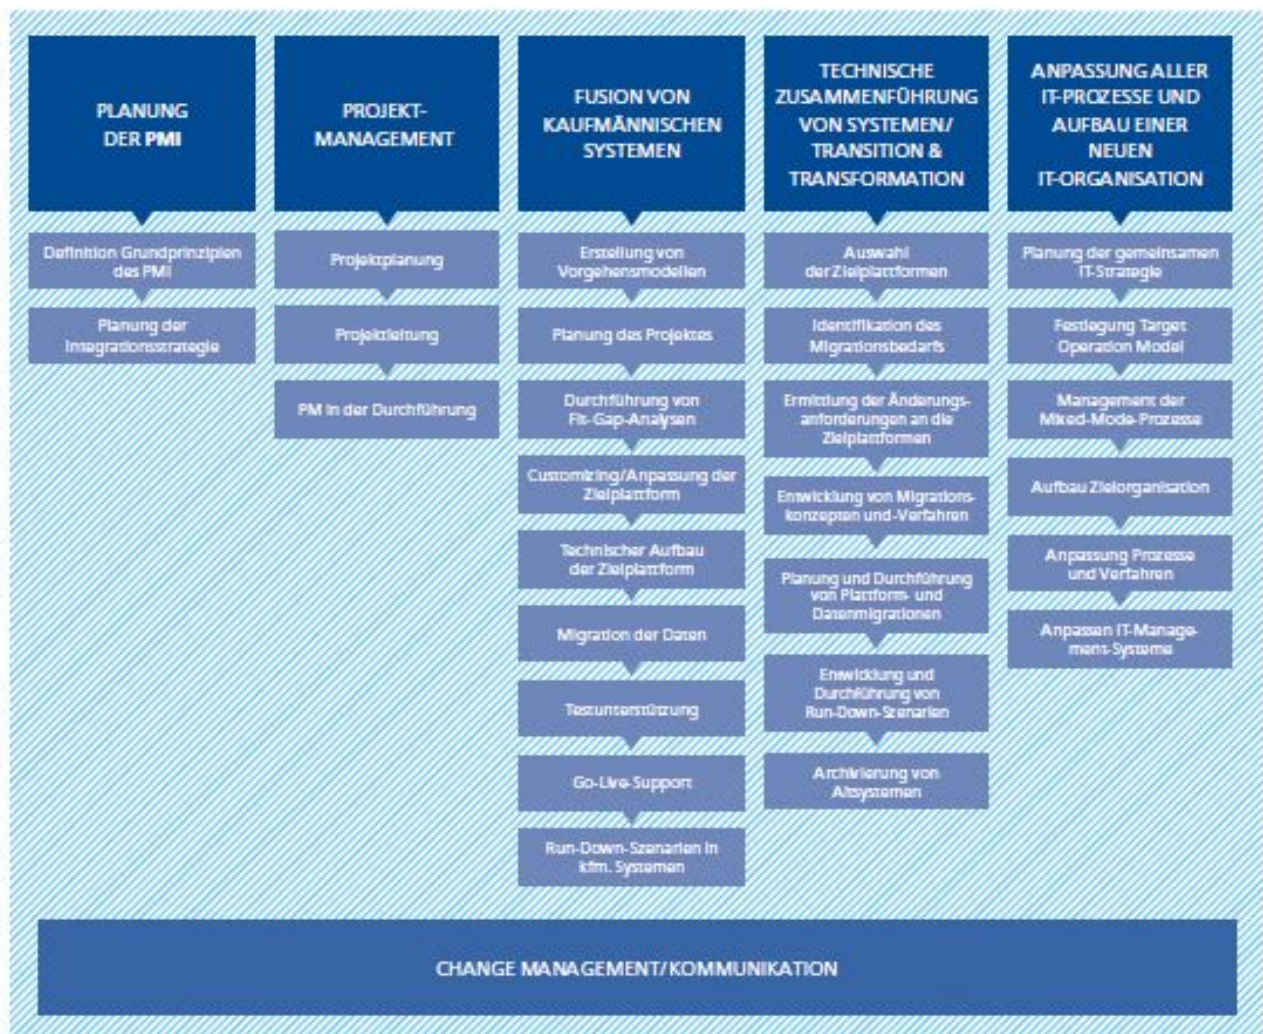 PLANUNG
DER PMI
Definition Grundprinzipien
des PMI
Planung der
Integrationsstrategie
PROJEKT-
MANAGEMENT
Projektplanung
Projektleitung
PM in der Durchführung
FUSION VON
KAUFMÄNNISCHEN
SYSTEMEN
Erstellung von
Vorgehensmodellen
Planung des Projektes
Durchführung von
Fit-Gap-Analysen
Customizing/Anpassung der
Zielplattform
Technischer Aufbau
der Zielplattform
Migration der Daten
Testunterstützung
Go-Live-Support
Run-Down-Szenarien in
kfm. Systemen
TECHNISCHE
ZUSAMMENFÜHRUNG
VON SYSTEMEN/
TRANSITION &
TRANSFORMATION
Auswahl
der Zielplattformen
Identifikation des
Migrationsbedarfs
Ermittlung der Änderungs-
anforderungen an die
Zielplattformen
Entwicklung von Migrations-
konzepten und -Verfahren
Planung und Durchführung
von Plattform- und
Datenmigrationen
Entwicklung und
Durchführung von
Run-Down-Szenarien
Archivierung von
Altsystemen
ANPASSUNG ALLER
IT-PROZESSE UND
AUFBAU EINER
NEUEN
IT-ORGANISATION
Planung der gemeinsamen
IT-Strategie
Festlegung Target
Operation Model
Management der
Mixed-Mode-Prozesse
Aufbau Zielorganisation
Anpassung Prozesse
und Verfahren
Anpassen IT-Manage-
ment-Systeme
CHANGE MANAGEMENT/KOMMUNIKATION